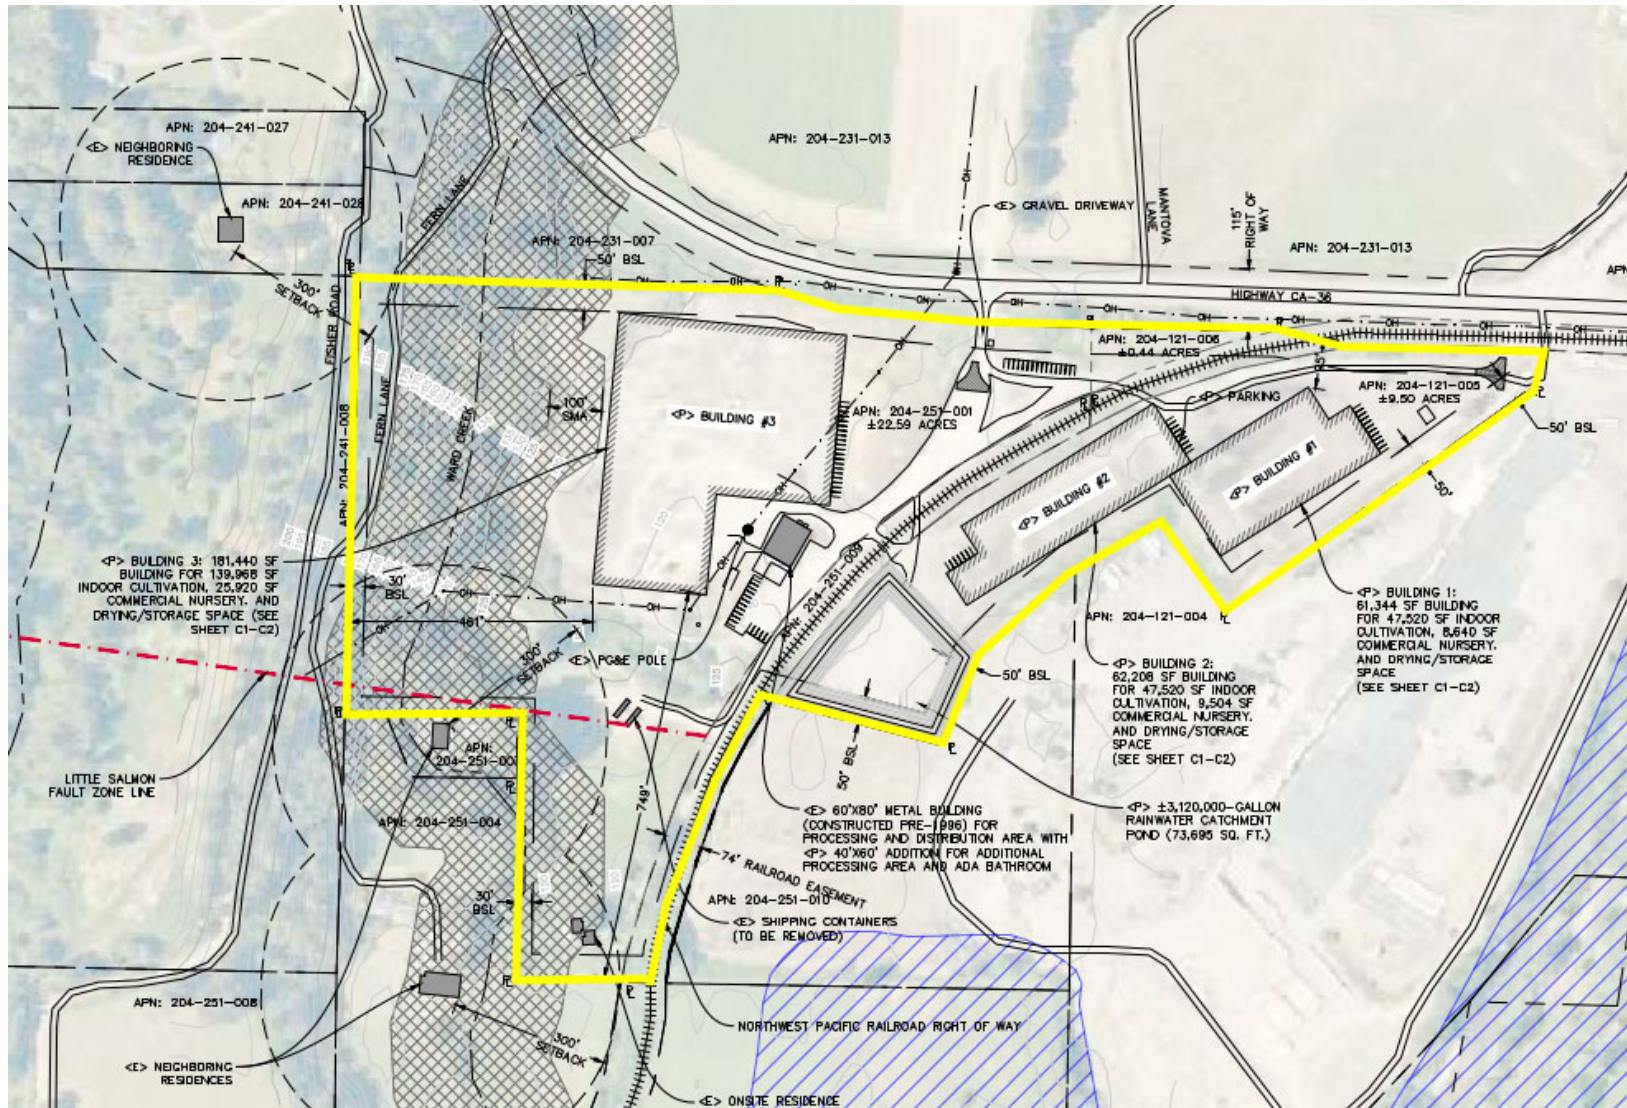 APN: 204-241-027
<E> NEIGHBORING
RESIDENCE
APN: 204-241-028
300'
SETBACK
FISHER ROAD
FERN LANE
FERN LANE
WARD CREEK
APN: 204-241-008
APN: 204-231-007
50' BSL
APN: 204-231-013
<E> GRAVEL DRIVEWAY
MANTOVA
LANE
115'
RIGHT OF
WAY
APN: 204-231-013
HIGHWAY CA-36
APN: 204-121-006
±0.44 ACRES
<P> PARKING
APN: 204-121-005
±9.50 ACRES
50' BSL
50'
100'
SMA
<P> BUILDING #3
APN: 204-251-001
±22.59 ACRES
<P> BUILDING #2
<P> BUILDING #1
120
<P> BUILDING 3: 181,440 SF
BUILDING FOR 139,968 SF
INDOOR CULTIVATION, 25,920 SF
COMMERCIAL NURSERY, AND
DRYING/STORAGE SPACE (SEE
SHEET C1-C2)
30'
BSL
461'
300'
SETBACK
<E> PG&E POLE
APN: 204-251-009
125
APN: 204-121-004
50' BSL
<P> BUILDING 2:
62,208 SF BUILDING
FOR 47,520 SF INDOOR
CULTIVATION, 9,504 SF
COMMERCIAL NURSERY,
AND DRYING/STORAGE
SPACE
(SEE SHEET C1-C2)
<P> BUILDING 1:
61,344 SF BUILDING
FOR 47,520 SF INDOOR
CULTIVATION, 8,640 SF
COMMERCIAL NURSERY,
AND DRYING/STORAGE
SPACE
(SEE SHEET C1-C2)
LITTLE SALMON
FAULT ZONE LINE
APN:
APN: 204-251-004
749'
50' BSL
<E> 60'X80' METAL BUILDING
(CONSTRUCTED PRE-1996) FOR
PROCESSING AND DISTRIBUTION AREA WITH
<P> 40'X60' ADDITION FOR ADDITIONAL
PROCESSING AREA AND ADA BATHROOM
<P> ±3,120,000-GALLON
RAINWATER CATCHMENT
POND (73,695 SQ. FT.)
74' RAILROAD EASEMENT
APN: 204-251-010
30'
BSL
<E> SHIPPING CONTAINERS
(TO BE REMOVED)
APN: 204-251-008
NORTHWEST PACIFIC RAILROAD RIGHT OF WAY
300'
SETBACK
<E> NEIGHBORING
RESIDENCES
<E> ONSITE RESIDENCE